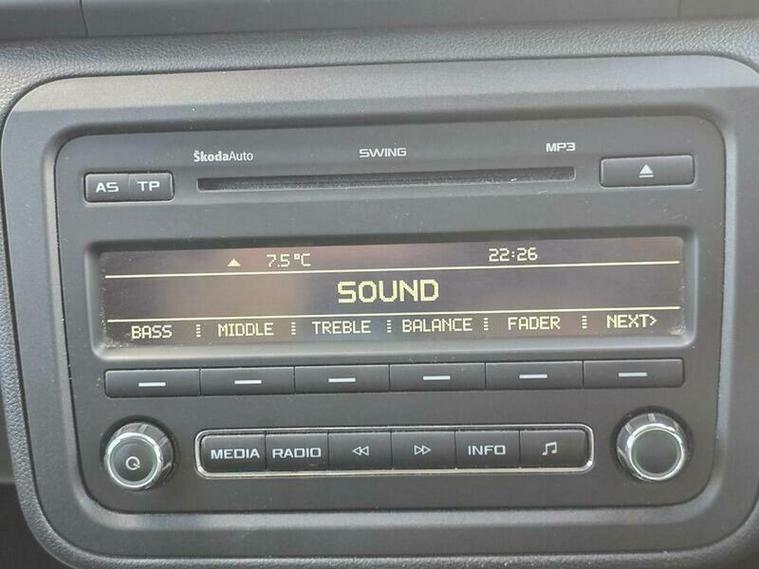 ŠkodaAuto SWING MP3
AS TP
7.5°C 22:26
SOUND
BASS MIDDLE TREBLE BALANCE FADER NEXT>
MEDIA RADIO INFO